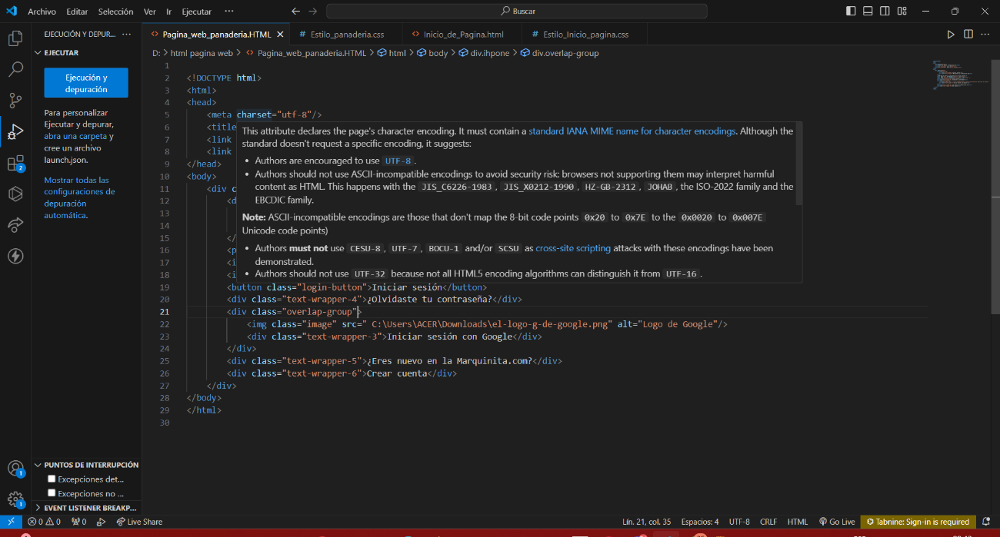 Archivo Editar Selección Ver Ir Ejecutar ···
Buscar
EJECUCIÓN Y DEPUR... ···
Pagina_web_panaderia.HTML
# Estilo_panaderia.css
Inicio_de_Pagina.html
# Estilo_Inicio_pagina.css
EJECUTAR
D: > html pagina web > Pagina_web_panaderia.HTML > html > body > div.ihpone > div.overlap-group
Ejecución y
depuración
Para personalizar
Ejecutar y depurar,
abra una carpeta y
cree un archivo
launch.json.
Mostrar todas las
configuraciones de
depuración
automática.
1
2 <!DOCTYPE html>
3 <html>
4 <head>
5 <meta charset="utf-8"/>
6 <title
7 <link
8 <link
9 </head>
10 <body>
11 <div c
12 <d
13
14
15 </
16 <p
17 <i
18 <i
This attribute declares the page's character encoding. It must contain a standard IANA MIME name for character encodings. Although the
standard doesn't request a specific encoding, it suggests:
• Authors are encouraged to use UTF-8 .
• Authors should not use ASCII-incompatible encodings to avoid security risk: browsers not supporting them may interpret harmful
content as HTML. This happens with the JIS_C6226-1983 , JIS_X0212-1990 , HZ-GB-2312 , JOHAB , the ISO-2022 family and the
EBCDIC family.
Note: ASCII-incompatible encodings are those that don't map the 8-bit code points 0x20 to 0x7E to the 0x0020 to 0x007E
Unicode code points)
• Authors must not use CESU-8 , UTF-7 , BOCU-1 and/or SCSU as cross-site scripting attacks with these encodings have been
demonstrated.
• Authors should not use UTF-32 because not all HTML5 encoding algorithms can distinguish it from UTF-16 .
19 <button class="login-button">Iniciar sesión</button>
20 <div class="text-wrapper-4">¿Olvidaste tu contraseña?</div>
21 <div class="overlap-group">
22 <img class="image" src=" C:\Users\ACER\Downloads\el-logo-g-de-google.png" alt="Logo de Google"/>
23 <div class="text-wrapper-3">Iniciar sesión con Google</div>
24 </div>
25 <div class="text-wrapper-5">¿Eres nuevo en la Marquinita.com?</div>
26 <div class="text-wrapper-6">Crear cuenta</div>
27 </div>
28 </body>
29 </html>
30
2
1
1
PUNTOS DE INTERRUPCIÓN
Excepciones det...
Excepciones no ...
EVENT LISTENER BREAKP...
0 0 0 Live Share
Lín. 21, col. 35 Espacios: 4 UTF-8 CRLF HTML Go Live Tabnine: Sign-in is required